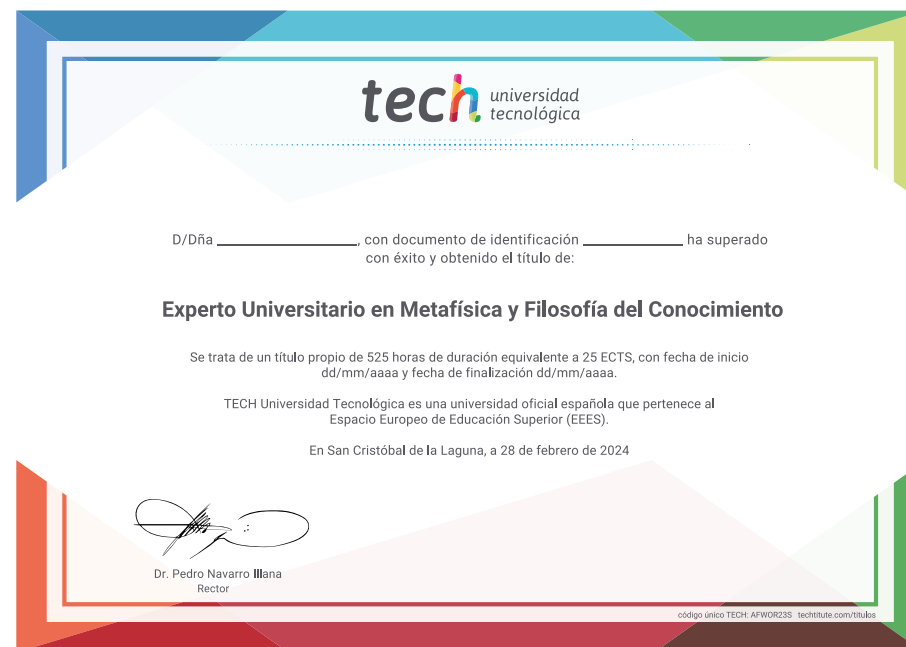 tech universidad
tecnológica
D/Dña ________________, con documento de identificación ____________ ha superado
con éxito y obtenido el título de:
Experto Universitario en Metafísica y Filosofía del Conocimiento
Se trata de un título propio de 525 horas de duración equivalente a 25 ECTS, con fecha de inicio
dd/mm/aaaa y fecha de finalización dd/mm/aaaa.
TECH Universidad Tecnológica es una universidad oficial española que pertenece al
Espacio Europeo de Educación Superior (EEES).
En San Cristóbal de la Laguna, a 28 de febrero de 2024
Dr. Pedro Navarro Illana
Rector
código único TECH: AFWOR23S techtitute.com/titulos